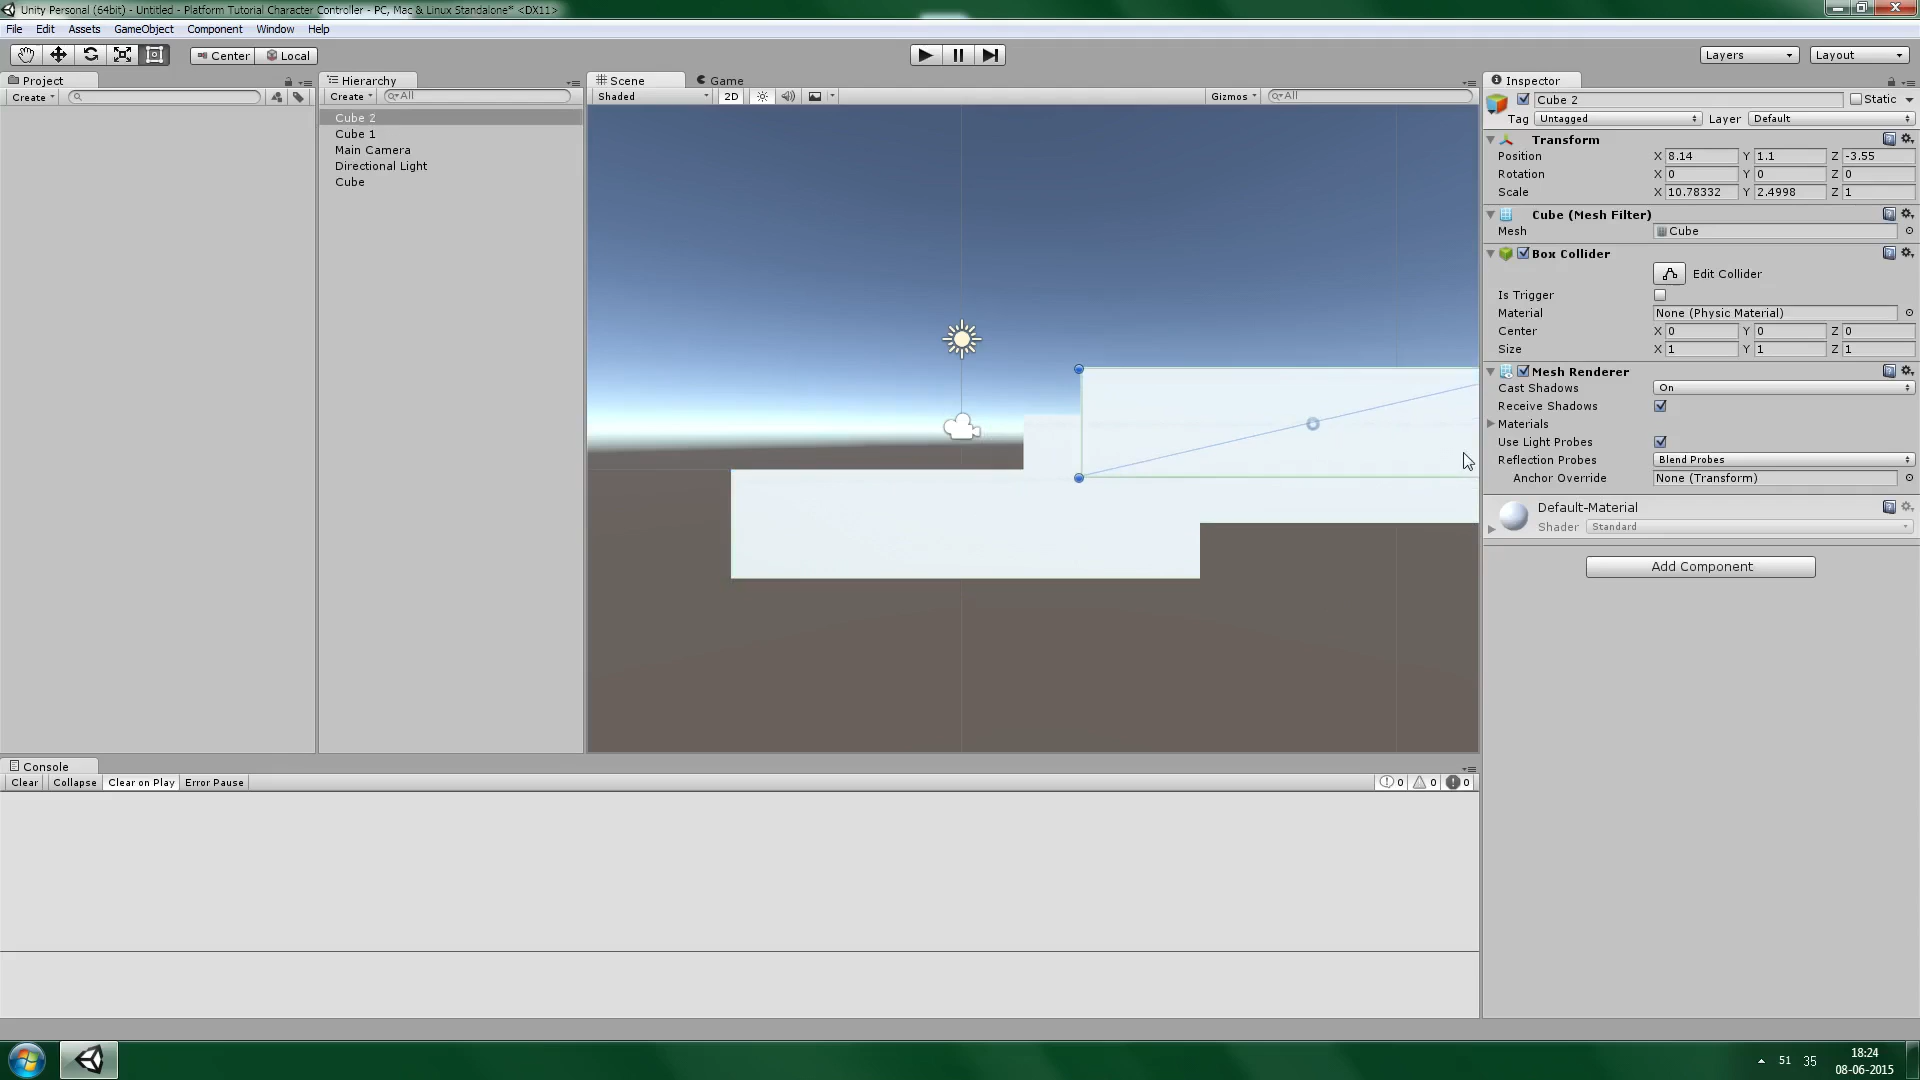 Unity Personal (64bit) - Untitled - Platform Tutorial Character Controller - PC, Mac & Linux Standalone* <DX11>
File Edit Assets GameObject Component Window Help
Center Local Layers Layout
Project
Create
Hierarchy
Create All
Cube 2
Cube 1
Main Camera
Directional Light
Cube
Scene Game
Shaded 2D Gizmos All
Inspector
Cube 2 Static
Tag Untagged Layer Default
Transform
Position X 8.14 Y 1.1 Z -3.55
Rotation X 0 Y 0 Z 0
Scale X 10.78332 Y 2.4998 Z 1
Cube (Mesh Filter)
Mesh Cube
Box Collider
Edit Collider
Is Trigger
Material None (Physic Material)
Center X 0 Y 0 Z 0
Size X 1 Y 1 Z 1
Mesh Renderer
Cast Shadows On
Receive Shadows
Materials
Use Light Probes
Reflection Probes Blend Probes
Anchor Override None (Transform)
Default-Material
Shader Standard
Add Component
Console
Clear Collapse Clear on Play Error Pause 0 0 0
51 35 18:24
08-06-2015